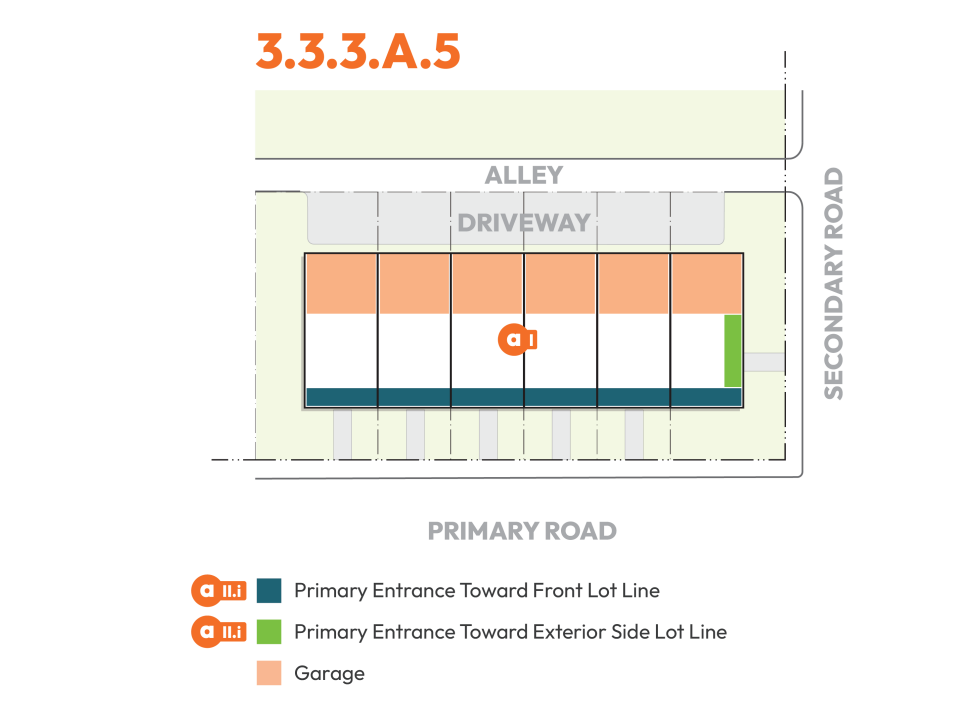 3.3.3.A.5
ALLEY
DRIVEWAY
SECONDARY ROAD
a I
PRIMARY ROAD
a II.i Primary Entrance Toward Front Lot Line
a II.i Primary Entrance Toward Exterior Side Lot Line
Garage